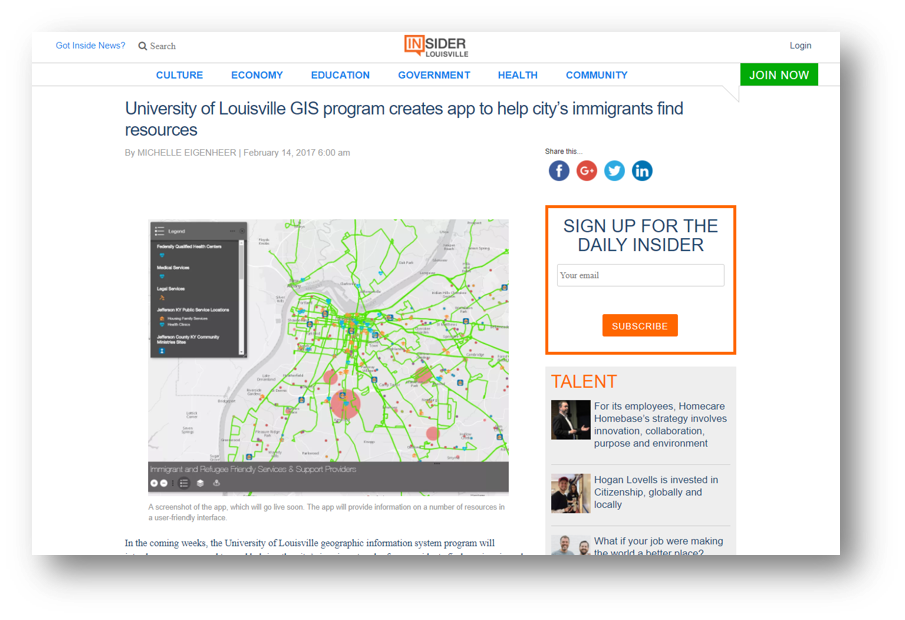 Got Inside News?
Search
INSIDER
LOUISVILLE
Login
CULTURE
ECONOMY
EDUCATION
GOVERNMENT
HEALTH
COMMUNITY
JOIN NOW
University of Louisville GIS program creates app to help city's immigrants find
resources
By MICHELLE EIGENHEER | February 14, 2017 6:00 am
Share this...
Legend
Federally Qualified Health Centers
Medical Services
Legal Services
Jefferson KY Public Service Locations
Housing Family Services
Health Clinics
Jefferson County KY Community
Ministries Sites
Immigrant and Refugee Friendly Services & Support Providers
A screenshot of the app, which will go live soon. The app will provide information on a number of resources in
a user-friendly interface.
In the coming weeks, the University of Louisville geographic information system program will
SIGN UP FOR THE
DAILY INSIDER
Your email
SUBSCRIBE
TALENT
For its employees, Homecare
Homebase's strategy involves
innovation, collaboration,
purpose and environment
Hogan Lovells is invested in
Citizenship, globally and
locally
What if your job were making
the world a better place?